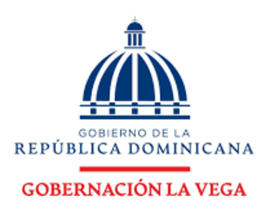 GOBIERNO DE LA
REPÚBLICA DOMINICANA
GOBERNACIÓN LA VEGA